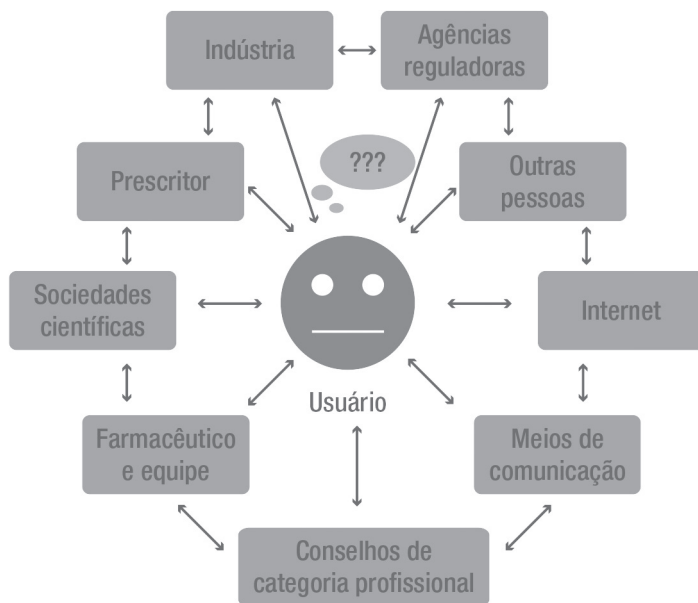 Indústria
Agências
reguladoras
???
Prescritor
Outras
pessoas
Sociedades
científicas
Internet
Usuário
Farmacêutico
e equipe
Meios de
comunicação
Conselhos de
categoria profissional